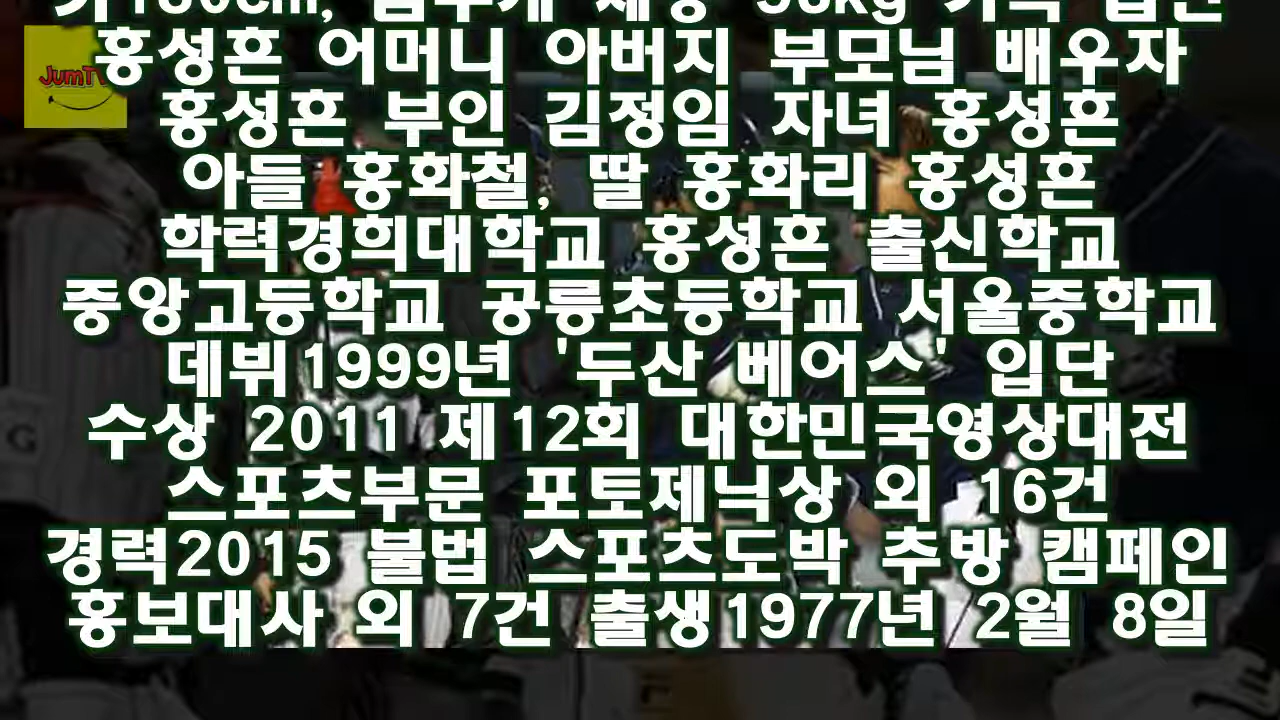 홍성흔 어머니 아버지 부모님 배우자
홍성흔 부인 김정임 자녀 홍성흔
아들 홍화철, 딸 홍화리 홍성흔
학력경희대학교 홍성흔 출신학교
중앙고등학교 공릉초등학교 서울중학교
데뷔1999년 '두산 베어스' 입단
수상 2011 제12회 대한민국영상대전
스포츠부문 포토제닉상 외 16건
경력2015 불법 스포츠도박 추방 캠페인
홍보대사 외 7건 출생1977년 2월 8일
G